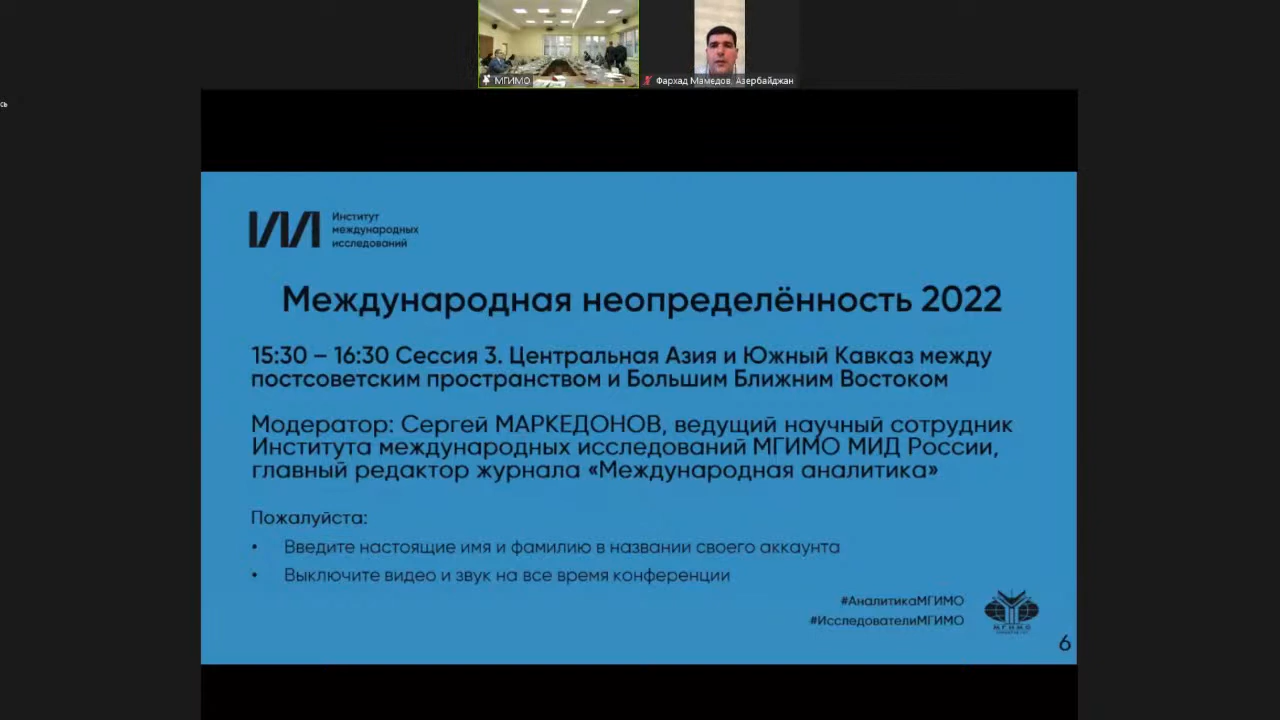 МГИМО
Фархад Мамедов, Азербайджан
сь
ИИИ
Институт
международных
исследований
Международная неопределённость 2022
15:30 – 16:30 Сессия 3. Центральная Азия и Южный Кавказ между
постсоветским пространством и Большим Ближним Востоком
Модератор: Сергей МАРКЕДОНОВ, ведущий научный сотрудник
Института международных исследований МГИМО МИД России,
главный редактор журнала «Международная аналитика»
Пожалуйста:
• Введите настоящие имя и фамилию в названии своего аккаунта
• Выключите видео и звук на все время конференции
#АналитикаМГИМО
#ИсследователиМГИМО
МГИМО
6